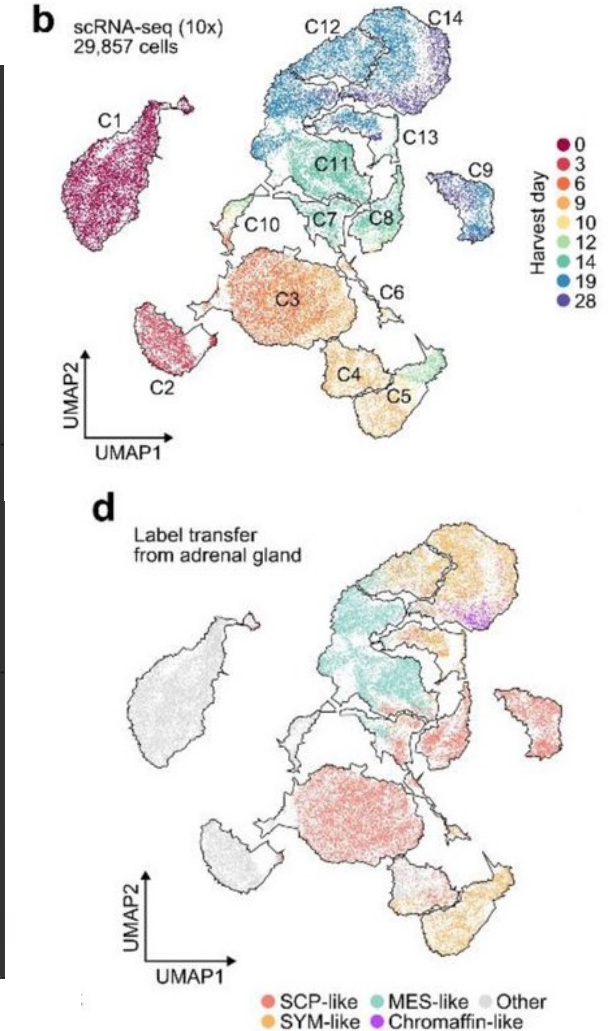 b
scRNA-seq (10x)
29,857 cells
C12
C14
C1
C13
C11
C9
C10
C7
C8
C3
C6
C2
C4
C5
Harvest day
0
3
6
9
10
12
14
19
28
UMAP2
UMAP1
d
Label transfer
from adrenal gland
UMAP2
UMAP1
SCP-like MES-like Other
SYM-like Chromaffin-like